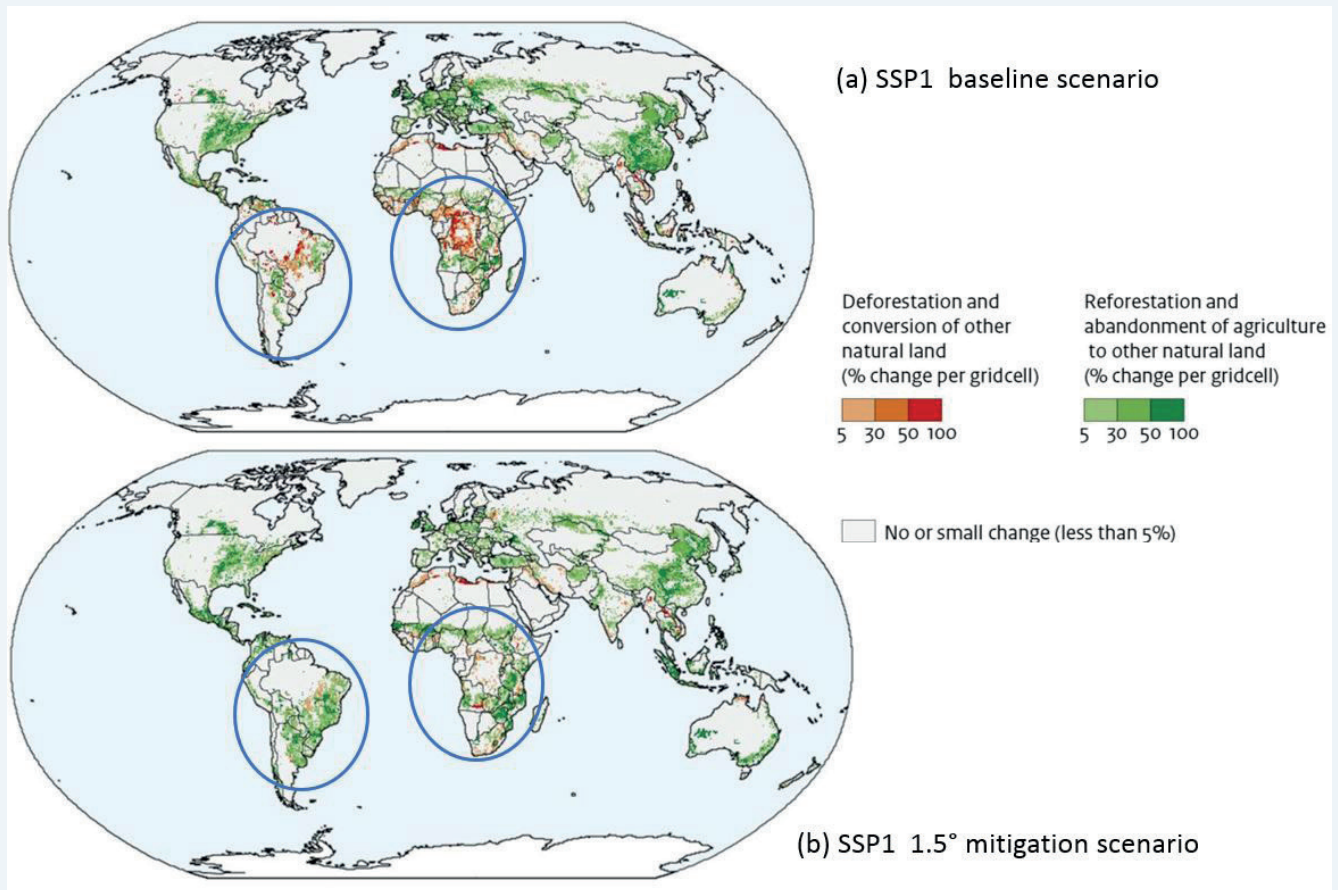 (a) SSP1 baseline scenario
Deforestation and
conversion of other
natural land
(% change per gridcell)
5 30 50 100
Reforestation and
abandonment of agriculture
to other natural land
(% change per gridcell)
5 30 50 100
No or small change (less than 5%)
(b) SSP1 1.5° mitigation scenario